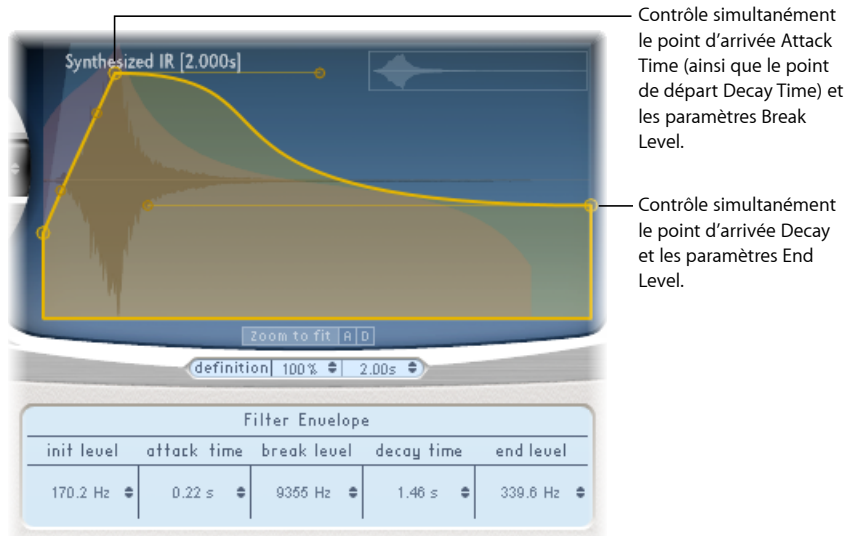 Contrôle simultanément
le point d’arrivée Attack
Time (ainsi que le point
de départ Decay Time) et
les paramètres Break
Level.
Synthesized IR [2.000s]
Contrôle simultanément
le point d’arrivée Decay
et les paramètres End
Level.
Zoom to fit A D
definition 100% 2.00s
Filter Envelope
init level attack time break level decay time end level
170.2 Hz 0.22 s 9355 Hz 1.46 s 339.6 Hz